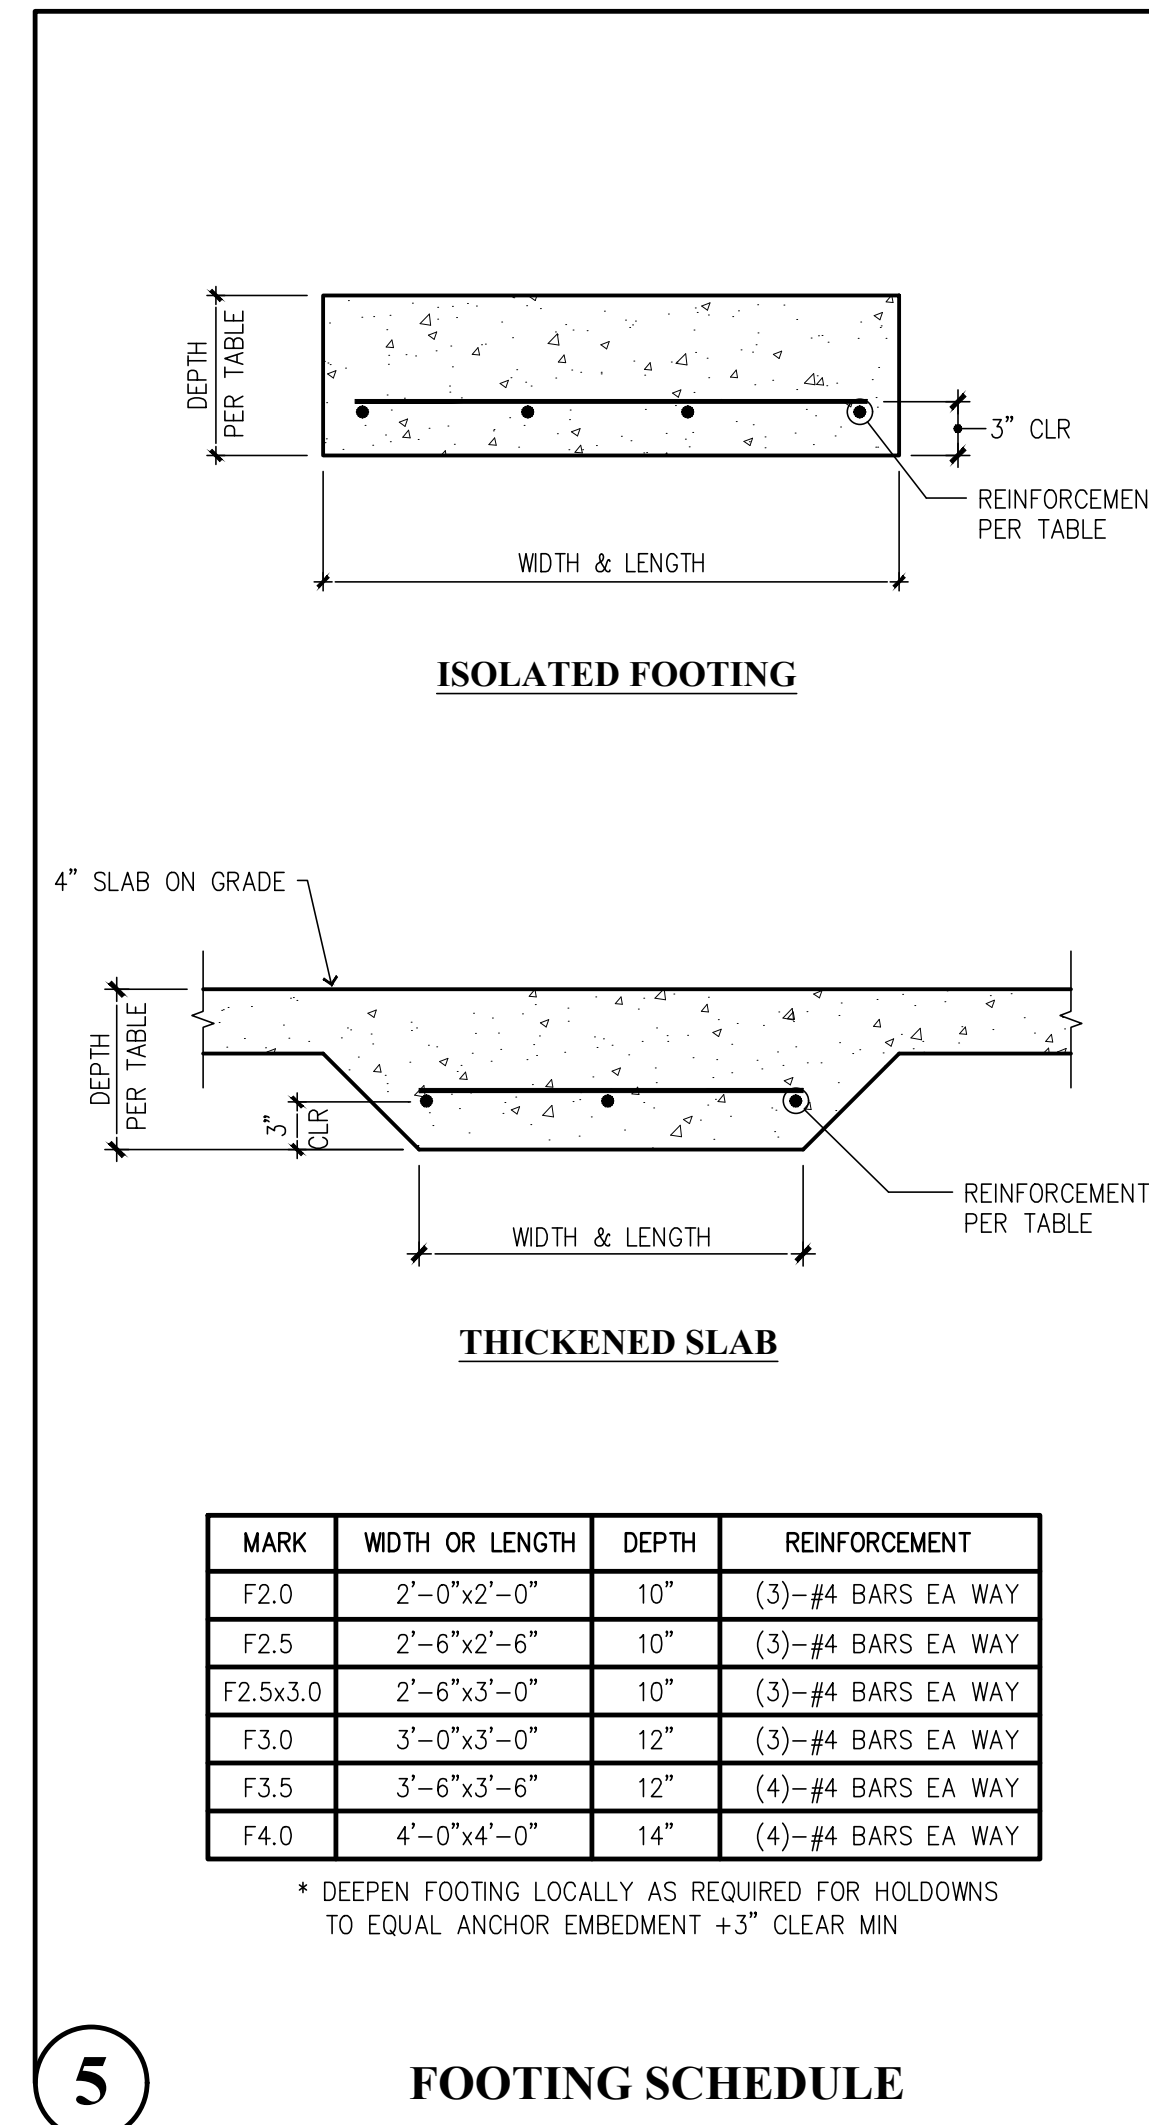 DEPTH
PER TABLE
3" CLR
REINFORCEMEN
PER TABLE
WIDTH & LENGTH
ISOLATED FOOTING
4" SLAB ON GRADE
DEPTH
PER TABLE
3"
CLR
REINFORCEMENT
PER TABLE
WIDTH & LENGTH
THICKENED SLAB
MARK WIDTH OR LENGTH DEPTH REINFORCEMENT
F2.0 2'-0"x2'-0" 10" (3)-#4 BARS EA WAY
F2.5 2'-6"x2'-6" 10" (3)-#4 BARS EA WAY
F2.5x3.0 2'-6"x3'-0" 10" (3)-#4 BARS EA WAY
F3.0 3'-0"x3'-0" 12" (3)-#4 BARS EA WAY
F3.5 3'-6"x3'-6" 12" (4)-#4 BARS EA WAY
F4.0 4'-0"x4'-0" 14" (4)-#4 BARS EA WAY
* DEEPEN FOOTING LOCALLY AS REQUIRED FOR HOLDOWNS
TO EQUAL ANCHOR EMBEDMENT +3" CLEAR MIN
5 FOOTING SCHEDULE